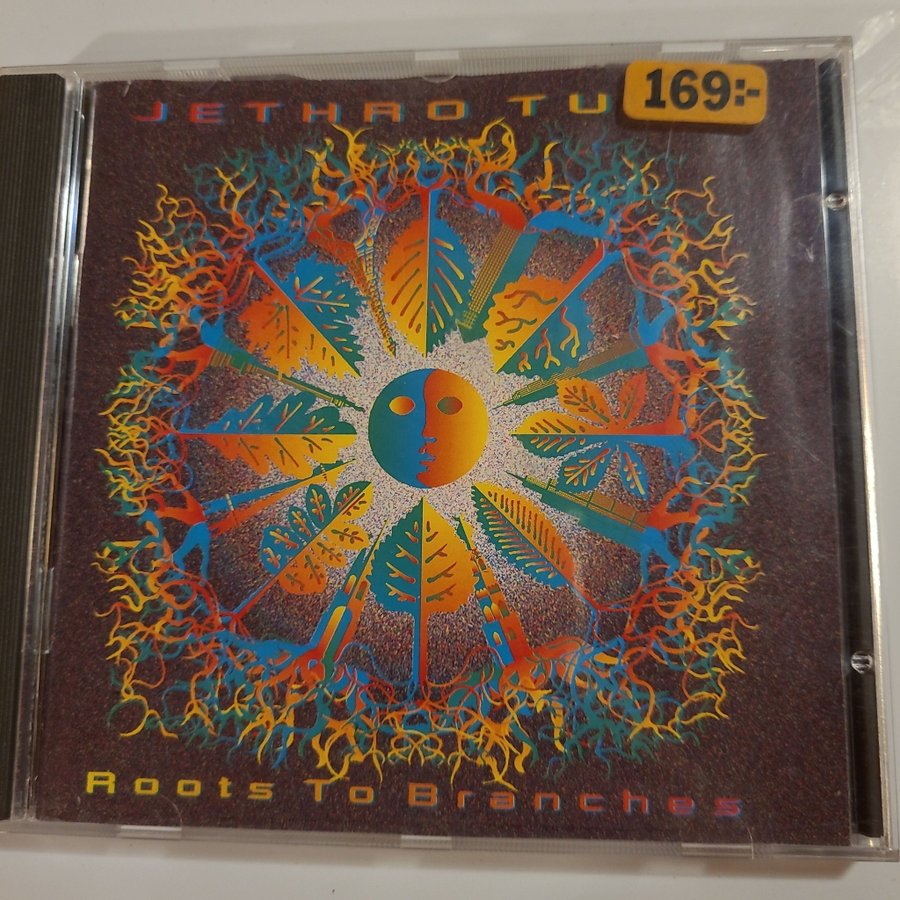 JETHRO TU
169:-
Roots To Branches